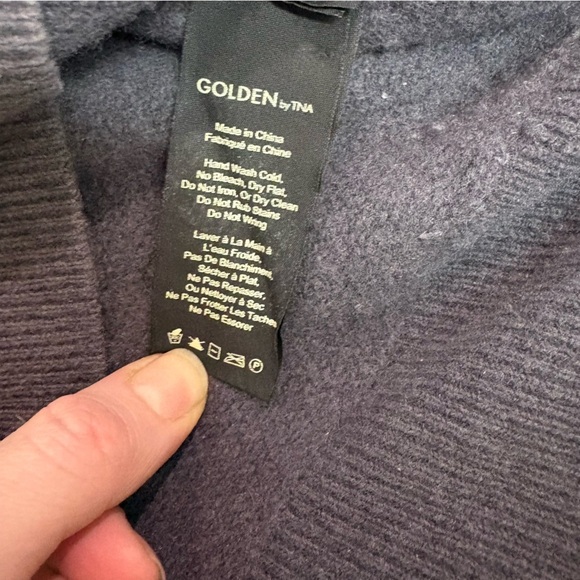 GOLDEN by TNA
Made in China
Fabriqué en Chine
Hand Wash Cold,
No Bleach, Dry Flat,
Do Not Iron, Or Dry Clean
Do Not Rub Stains
Do Not Wring
Laver à La Main à
L'eau Froide,
Pas De Blanchiment,
Sécher à Plat,
Ne Pas Repasser,
Ou Nettoyer à Sec
Ne Pas Frotter Les Taches
Ne Pas Essorer
P